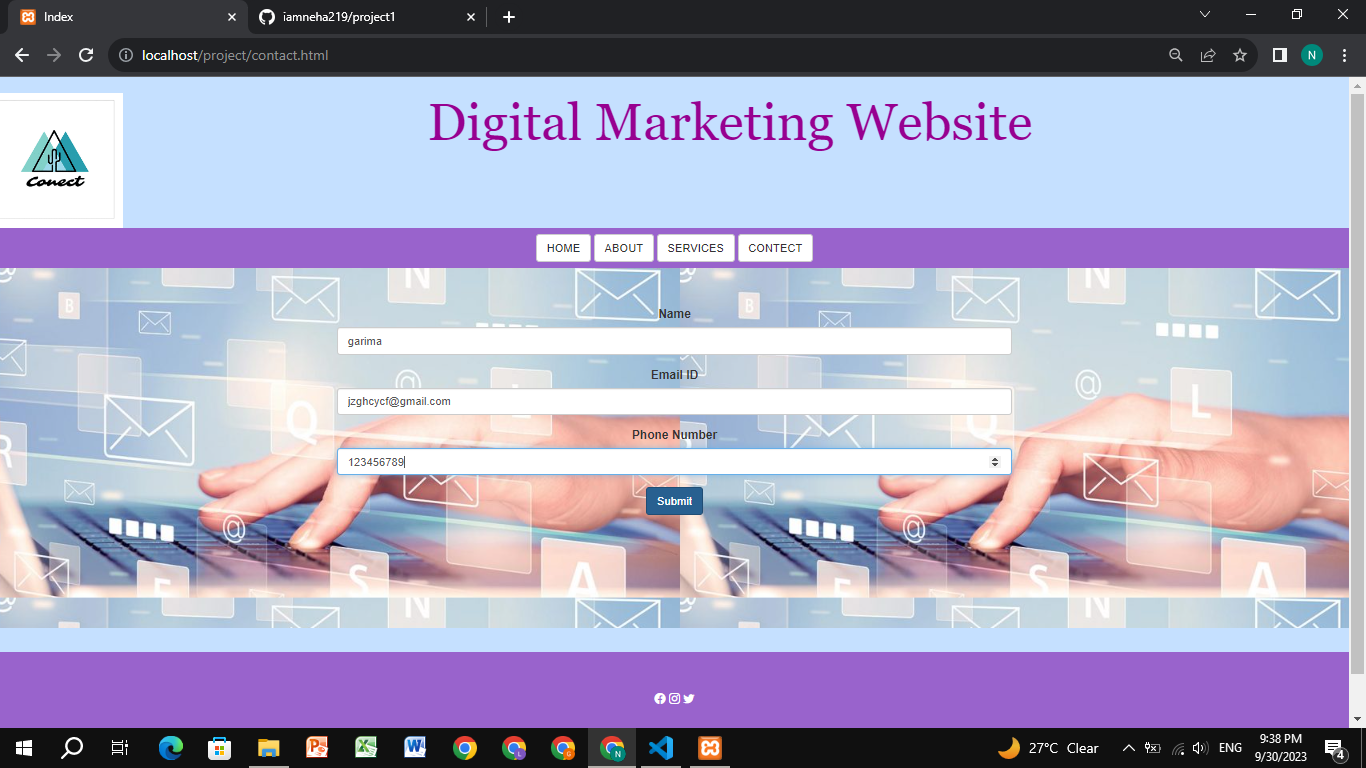 Index
iamneha219/project1
localhost/project/contact.html
N
Digital Marketing Website
Conect
HOME
ABOUT
SERVICES
CONTECT
Name
garima
Email ID
jzghcycf@gmail.com
Phone Number
123456789
Submit
B
N
Q
L
R
@
@
F
S
A
N
B
N
Q
L
@
@
F
S
A
N
27°C Clear
ENG
9:38 PM
9/30/2023
4